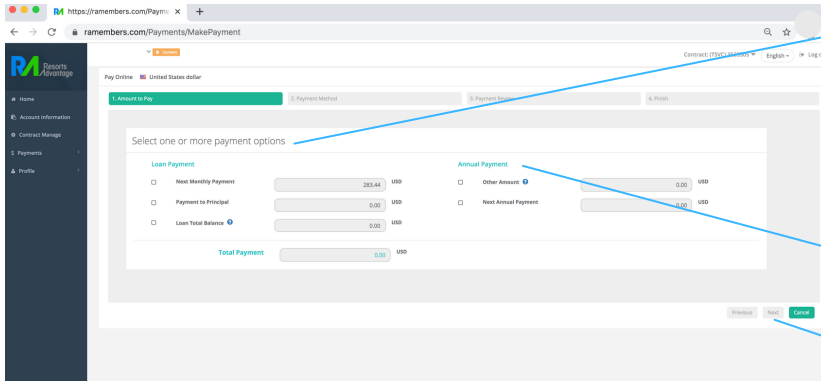 https://ramembers.com/Payme
ramembers.com/Payments/MakePayment
RA Resorts Advantage
Contract: (TSVC)
English
Log
Pay Online United States dollar
Home
Account Information
Contract Manage
$ Payments
Profile
1. Amount to Pay
2. Payment Method
3. Payment Review
4. Finish
Select one or more payment options
Loan Payment
Annual Payment
Next Monthly Payment 283.44 USD
Other Amount ? 0.00 USD
Payment to Principal 0.00 USD
Next Annual Payment 0.00 USD
Loan Total Balance ? 0.00 USD
Total Payment 0.00 USD
Previous Next Cancel